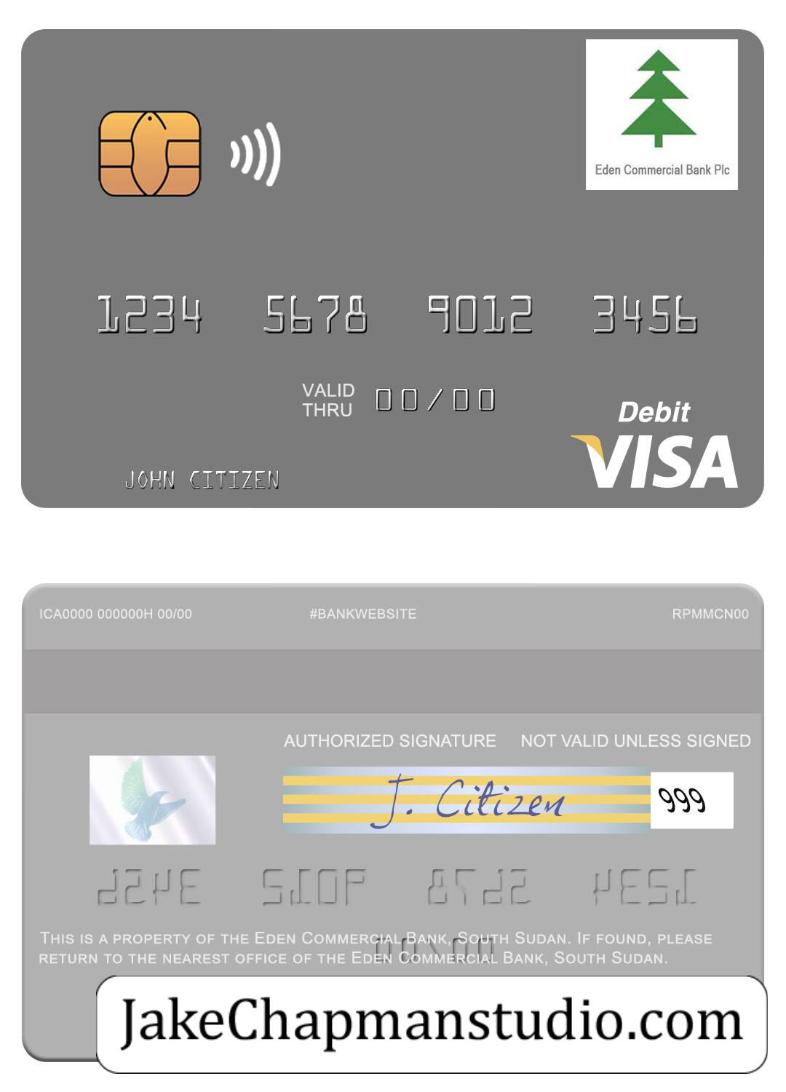 Eden Commercial Bank Plc
1234 5678 9012 3456
VALID THRU 00/00
Debit
VISA
JOHN CITIZEN
ICA0000 000000H 00/00 #BANKWEBSITE RPMMCN00
AUTHORIZED SIGNATURE NOT VALID UNLESS SIGNED
J. Citizen 999
THIS IS A PROPERTY OF THE EDEN COMMERCIAL BANK, SOUTH SUDAN. IF FOUND, PLEASE
RETURN TO THE NEAREST OFFICE OF THE EDEN COMMERCIAL BANK, SOUTH SUDAN.
JakeChapmanstudio.com